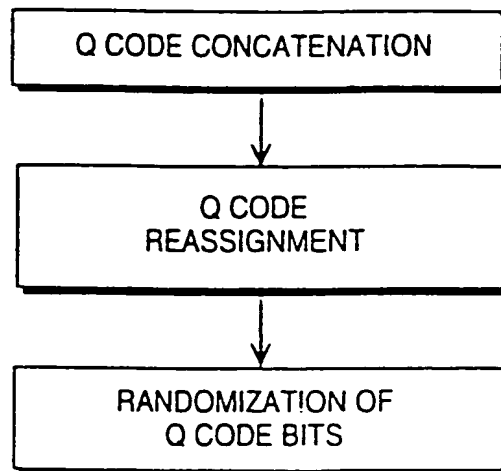 Q CODE CONCATENATION
Q CODE
REASSIGNMENT
RANDOMIZATION OF
Q CODE BITS